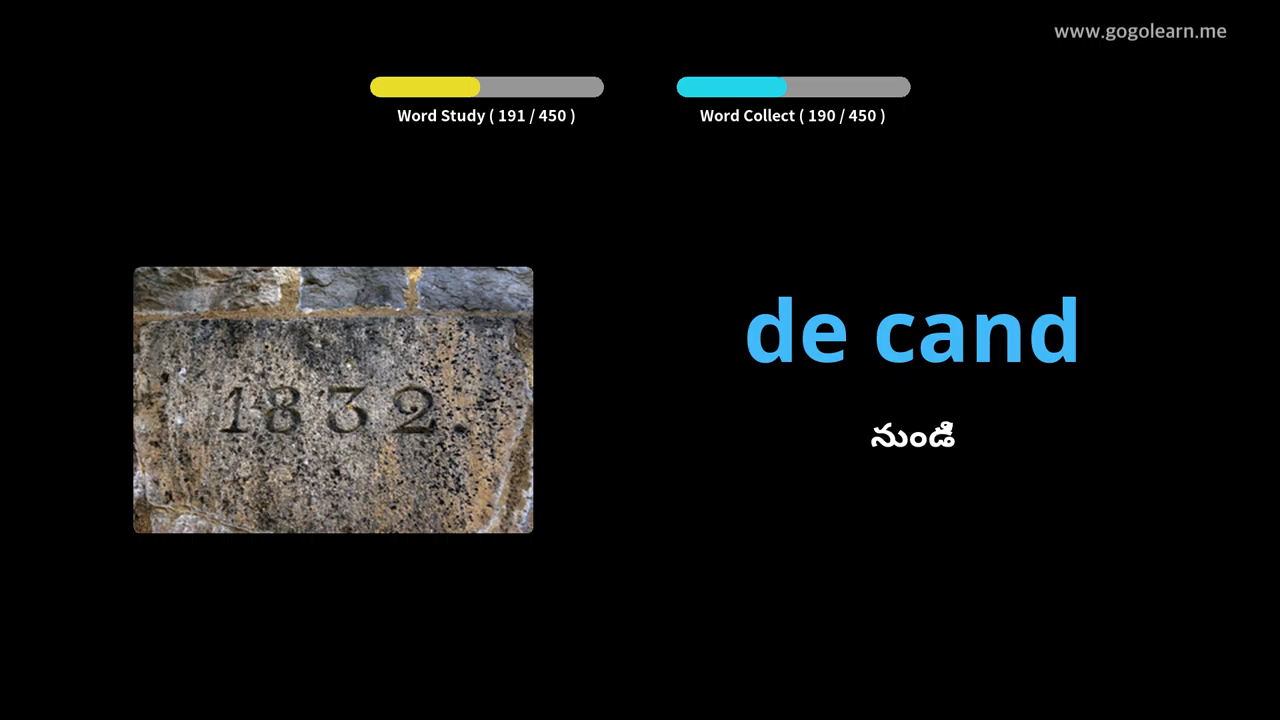 www.gogolearn.me
Word Study ( 191 / 450 )
Word Collect ( 190 / 450 )
1832.
de cand
నుండి